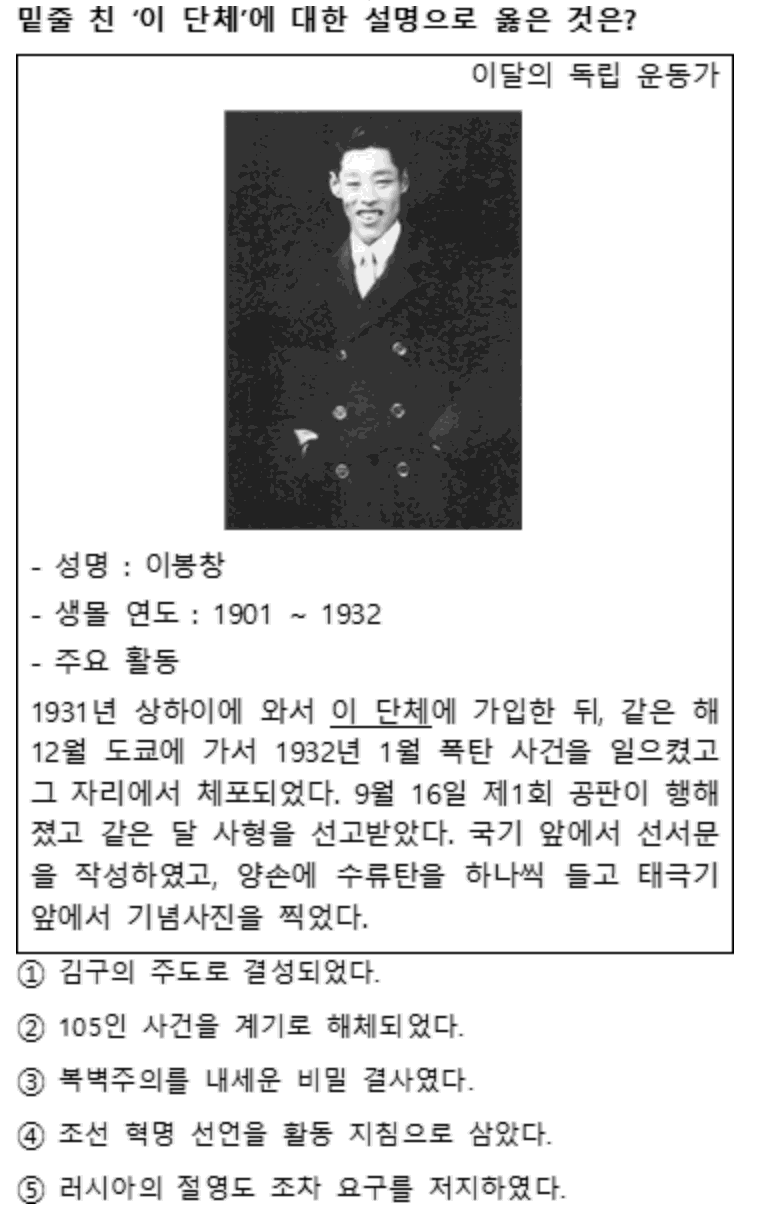 밑줄 친 ‘이 단체’에 대한 설명으로 옳은 것은?
이달의 독립 운동가
- 성명 : 이봉창
- 생몰 연도 : 1901 ~ 1932
- 주요 활동
1931년 상하이에 와서 이 단체에 가입한 뒤, 같은 해
12월 도쿄에 가서 1932년 1월 폭탄 사건을 일으켰고
그 자리에서 체포되었다. 9월 16일 제1회 공판이 행해
졌고 같은 달 사형을 선고받았다. 국기 앞에서 선서문
을 작성하였고, 양손에 수류탄을 하나씩 들고 태극기
앞에서 기념사진을 찍었다.
① 김구의 주도로 결성되었다.
② 105인 사건을 계기로 해체되었다.
③ 복벽주의를 내세운 비밀 결사였다.
④ 조선 혁명 선언을 활동 지침으로 삼았다.
⑤ 러시아의 절영도 조차 요구를 저지하였다.